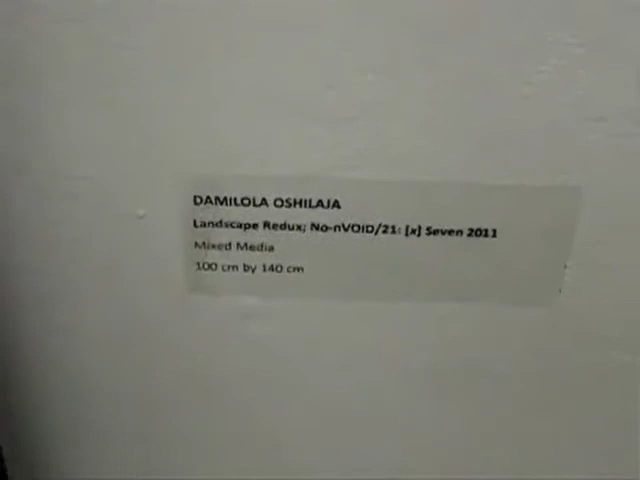 DAMILOLA OSHILAJA
Landscape Redux; No-nVOID/21: [x] Seven 2011
Mixed Media
100 cm by 140 cm